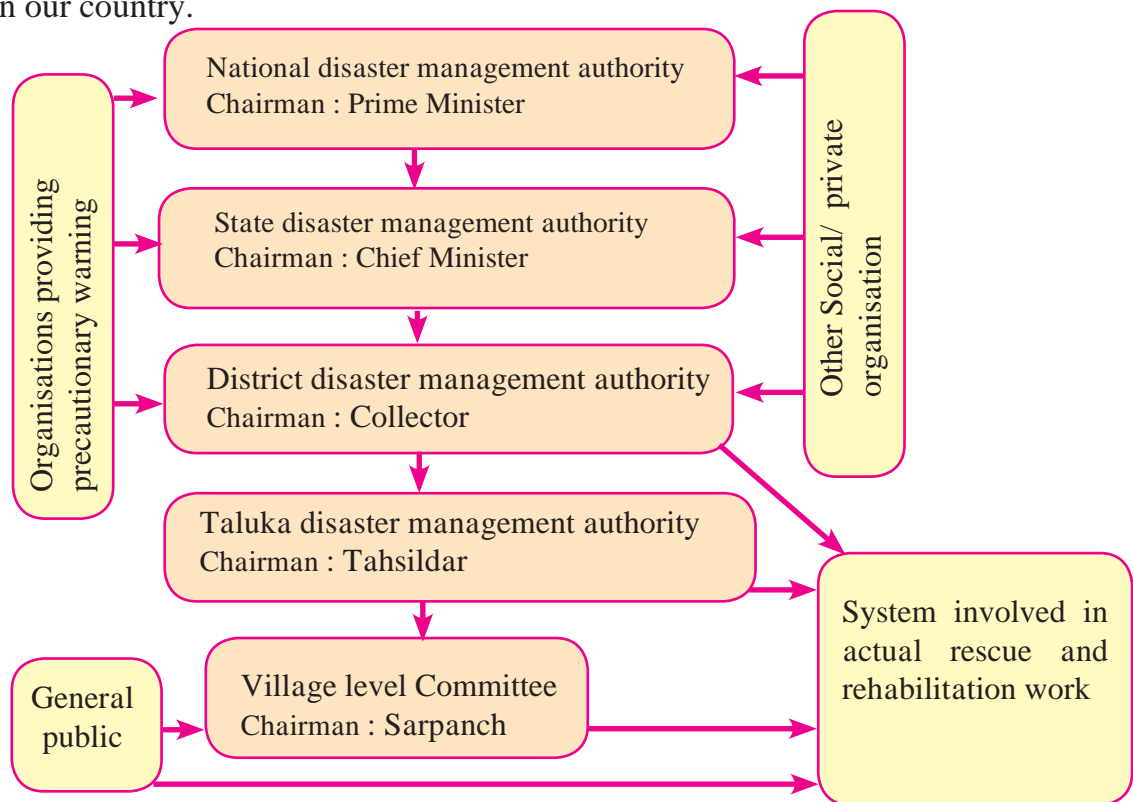 n our country.
National disaster management authority
Chairman : Prime Minister
State disaster management authority
Chairman : Chief Minister
District disaster management authority
Chairman : Collector
Taluka disaster management authority
Chairman : Tahsildar
Village level Committee
Chairman : Sarpanch
Organisations providing
precautionary warning
Other Social/ private
organisation
General
public
System involved in
actual rescue and
rehabilitation work